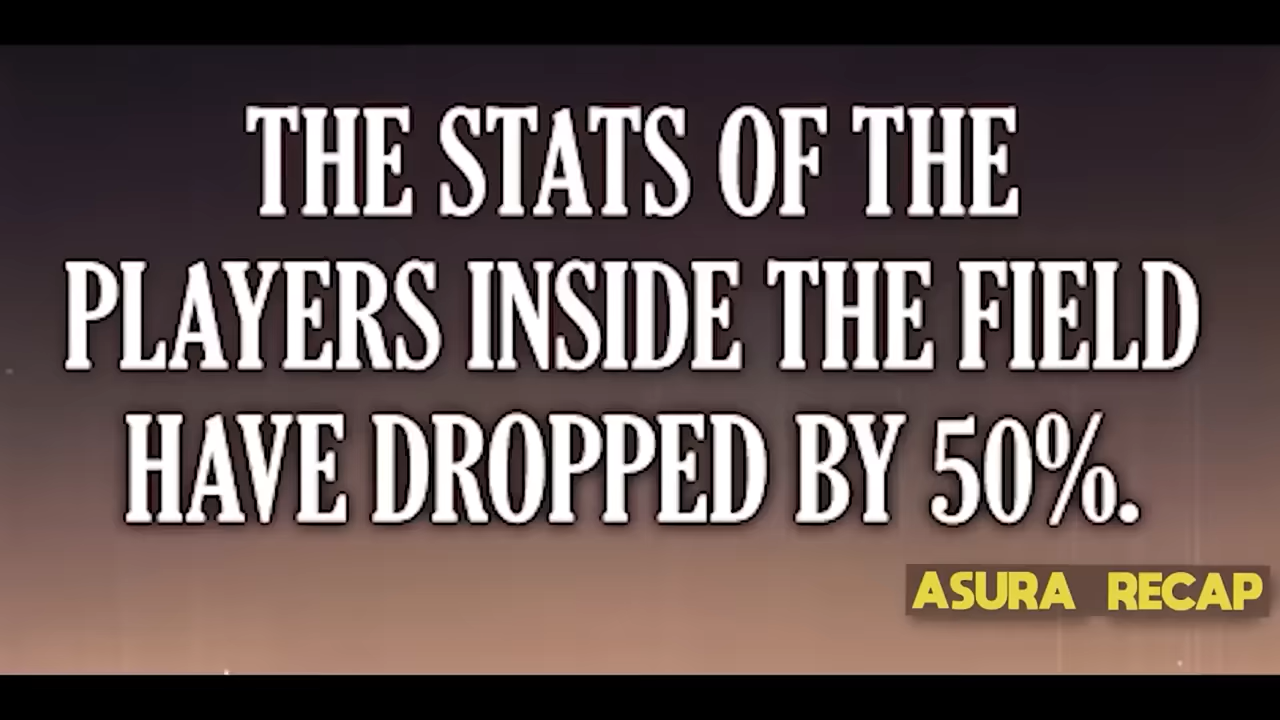 THE STATS OF THE
PLAYERS INSIDE THE FIELD
HAVE DROPPED BY 50%.
ASURA RECAP